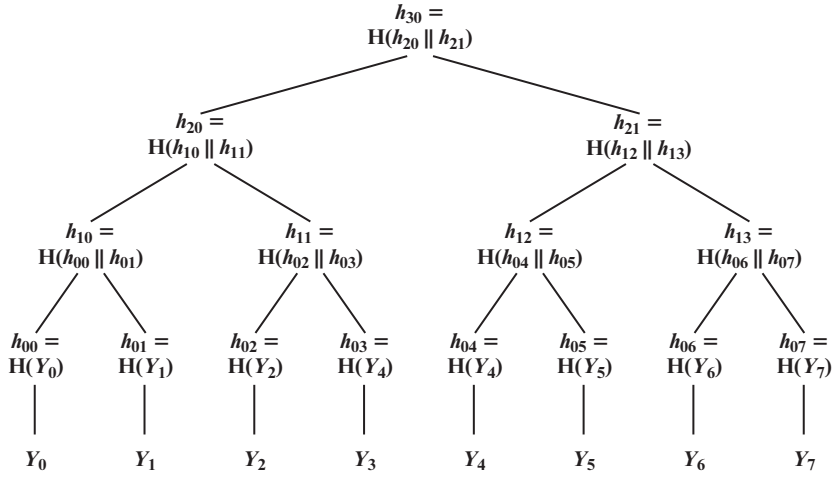 h₃₀ =
H(h₂₀ || h₂₁)
h₂₀ = h₂₁ =
H(h₁₀ || h₁₁) H(h₁₂ || h₁₃)
h₁₀ = h₁₁ = h₁₂ = h₁₃ =
H(h₀₀ || h₀₁) H(h₀₂ || h₀₃) H(h₀₄ || h₀₅) H(h₀₆ || h₀₇)
h₀₀ = h₀₁ = h₀₂ = h₀₃ = h₀₄ = h₀₅ = h₀₆ = h₀₇ =
H(Y₀) H(Y₁) H(Y₂) H(Y₄) H(Y₄) H(Y₅) H(Y₆) H(Y₇)
Y₀ Y₁ Y₂ Y₃ Y₄ Y₅ Y₆ Y₇